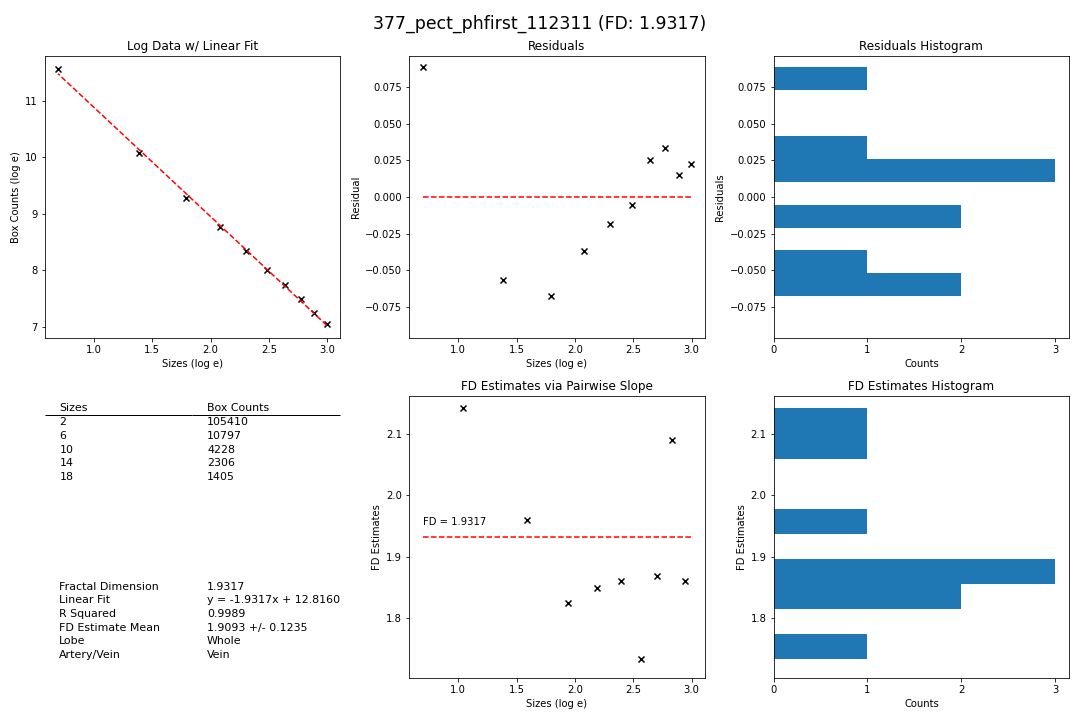 377_pect_phfirst_112311 (FD: 1.9317)
Log Data w/ Linear Fit
Box Counts (log e)
11
10
9
8
7
1.0 1.5 2.0 2.5 3.0
Sizes (log e)
Residuals
Residual
0.075
0.050
0.025
0.000
−0.025
−0.050
−0.075
1.0 1.5 2.0 2.5 3.0
Sizes (log e)
Residuals Histogram
Residuals
0.075
0.050
0.025
0.000
−0.025
−0.050
−0.075
0 1 2 3
Counts
Sizes Box Counts
2 105410
6 10797
10 4228
14 2306
18 1405
Fractal Dimension 1.9317
Linear Fit y = -1.9317x + 12.8160
R Squared 0.9989
FD Estimate Mean 1.9093 +/- 0.1235
Lobe Whole
Artery/Vein Vein
FD Estimates via Pairwise Slope
FD Estimates
2.1
2.0
1.9
1.8
FD = 1.9317
1.0 1.5 2.0 2.5 3.0
Sizes (log e)
FD Estimates Histogram
FD Estimates
2.1
2.0
1.9
1.8
0 1 2 3
Counts